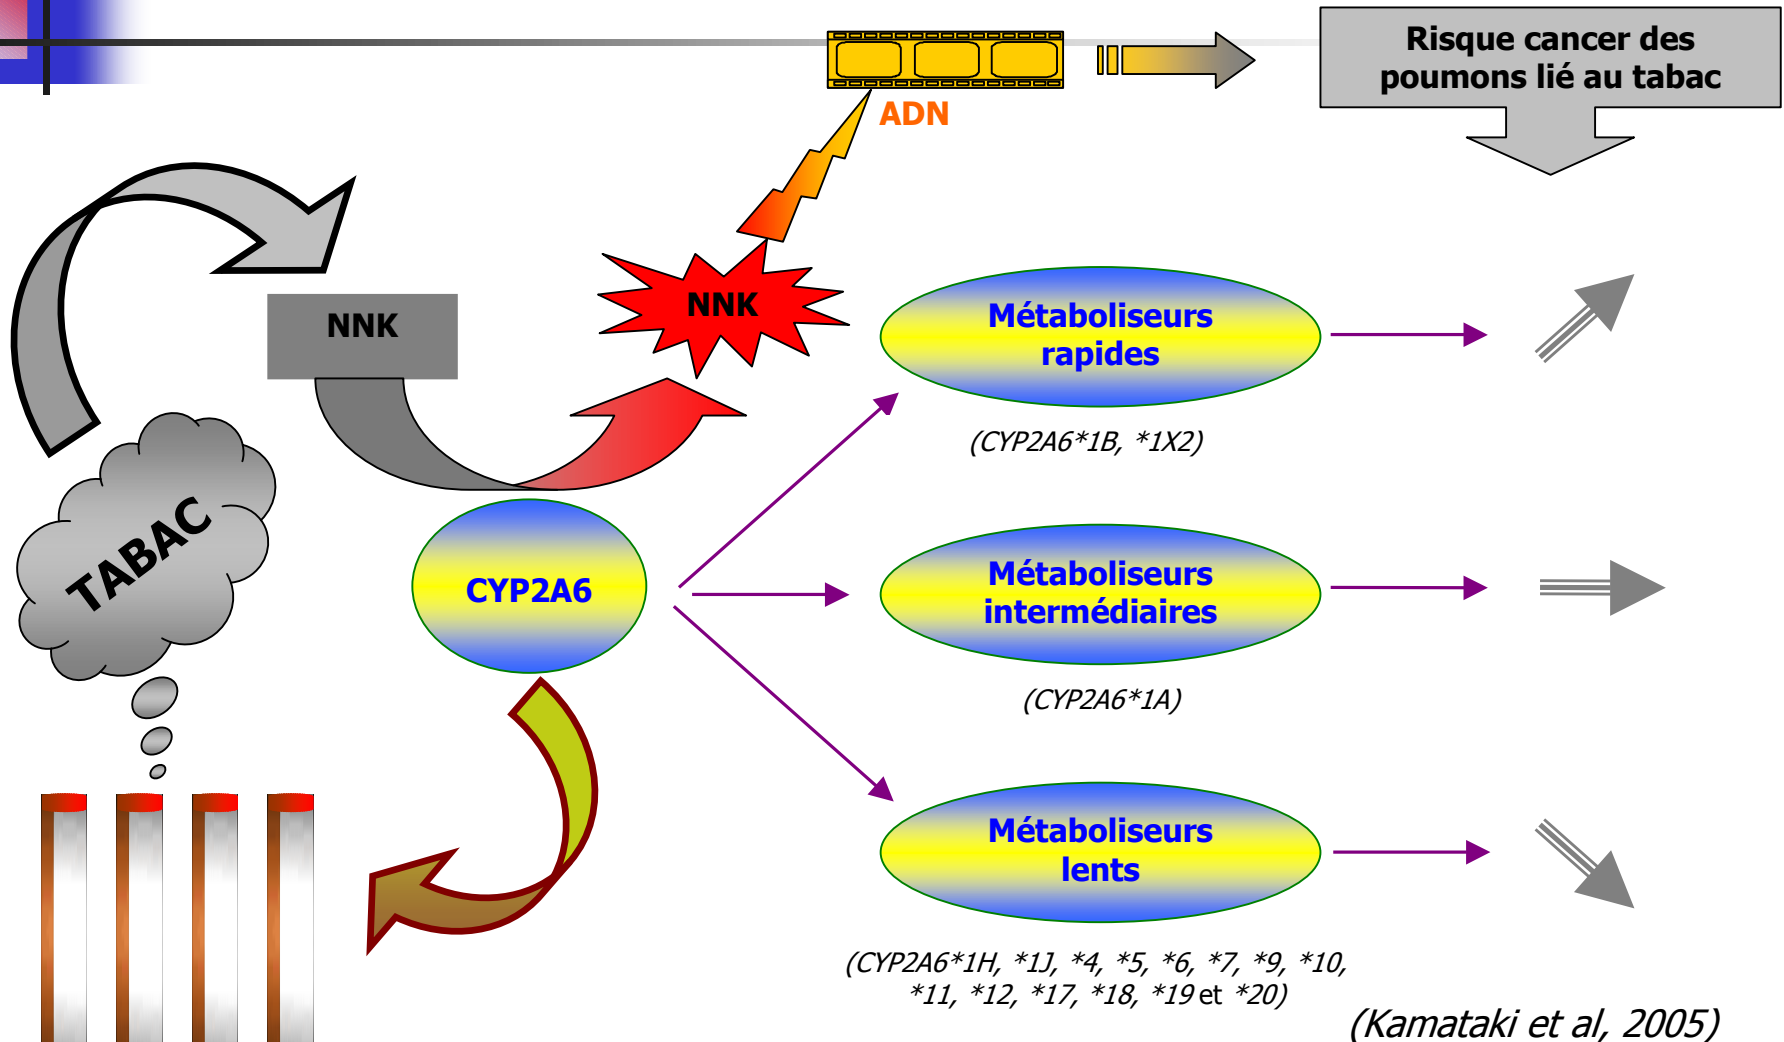 Risque cancer des
poumons lié au tabac
ADN
NNK
NNK
TABAC
CYP2A6
Métaboliseurs
rapides
(CYP2A6*1B, *1X2)
Métaboliseurs
intermédiaires
(CYP2A6*1A)
Métaboliseurs
lents
(CYP2A6*1H, *1J, *4, *5, *6, *7, *9, *10,
*11, *12, *17, *18, *19 et *20)
(Kamataki et al, 2005)